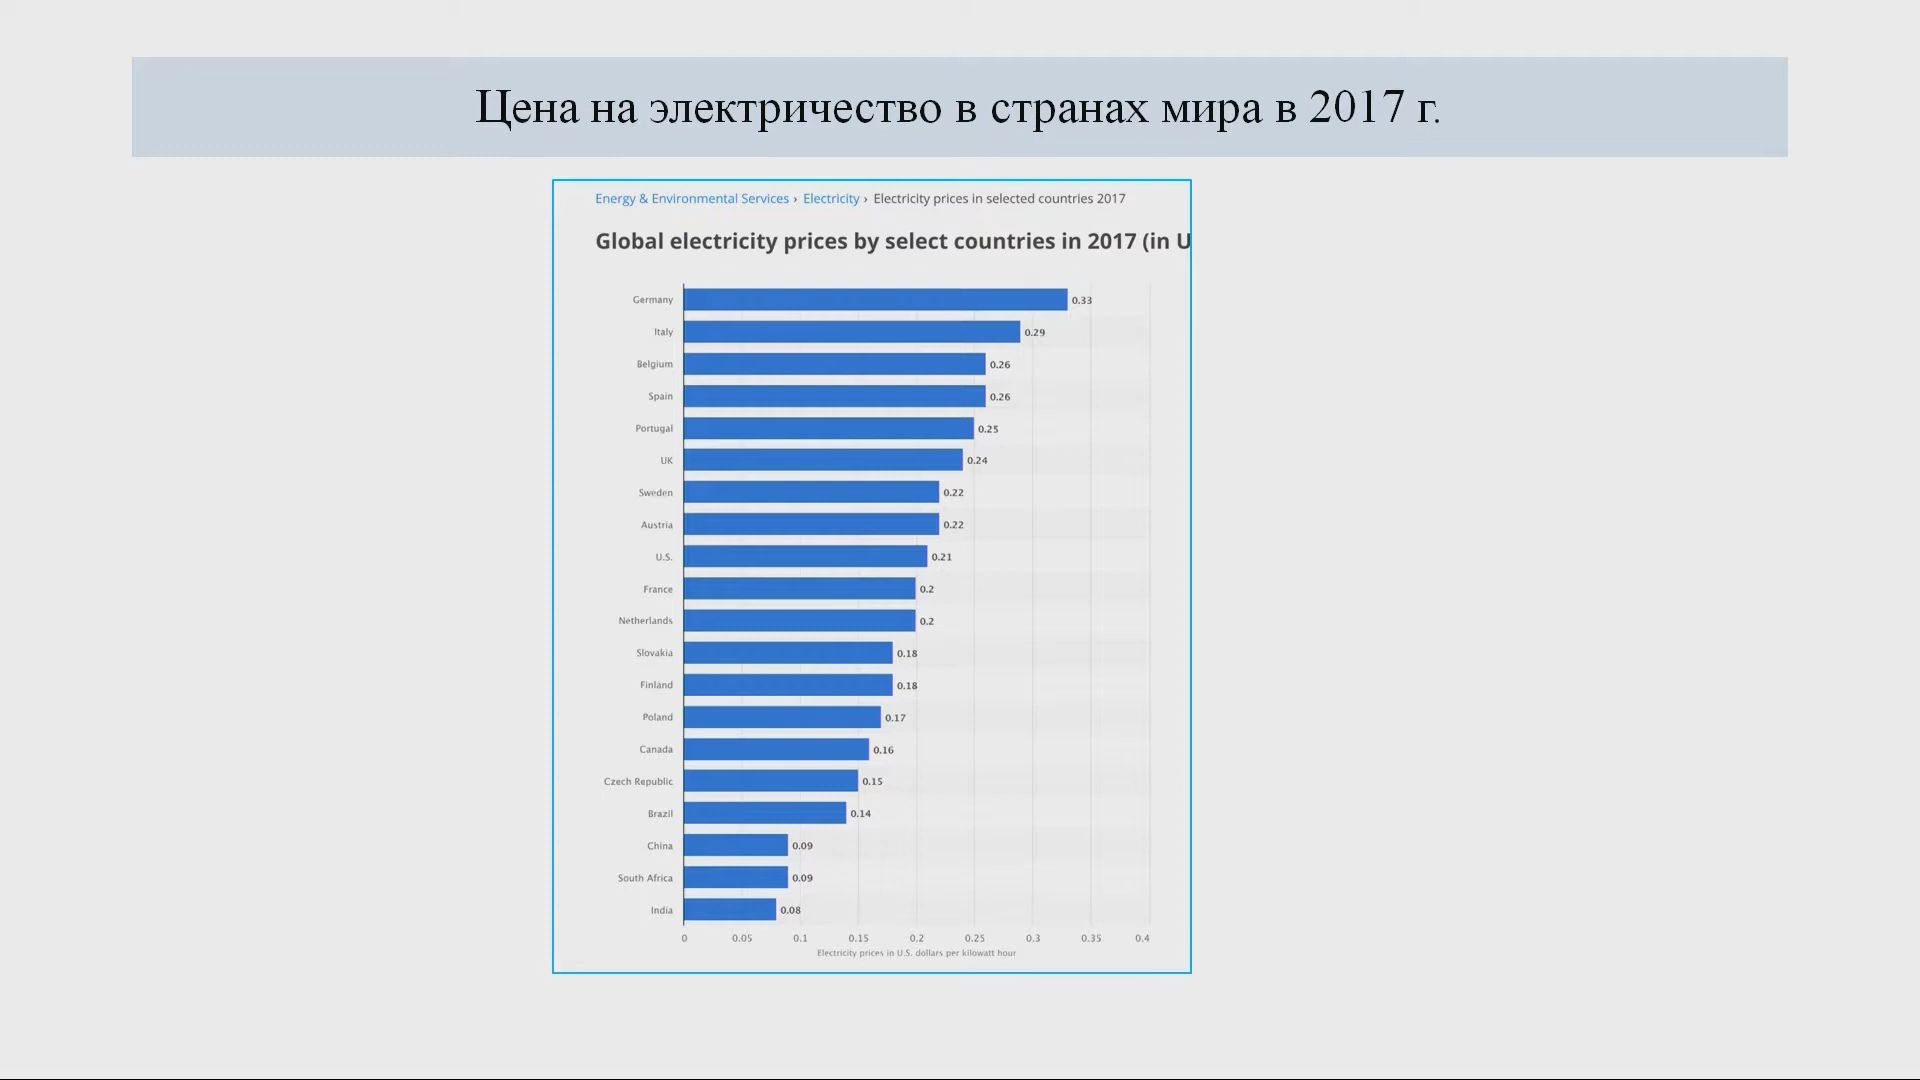 Цена на электричество в странах мира в 2017 г.
Energy & Environmental Services › Electricity › Electricity prices in selected countries 2017
Global electricity prices by select countries in 2017 (in U
Germany 0.33
Italy 0.29
Belgium 0.26
Spain 0.26
Portugal 0.25
UK 0.24
Sweden 0.22
Austria 0.22
U.S. 0.21
France 0.2
Netherlands 0.2
Slovakia 0.18
Finland 0.18
Poland 0.17
Canada 0.16
Czech Republic 0.15
Brazil 0.14
China 0.09
South Africa 0.09
India 0.08
0 0.05 0.1 0.15 0.2 0.25 0.3 0.35 0.4
Electricity prices in U.S. dollars per kilowatt hour